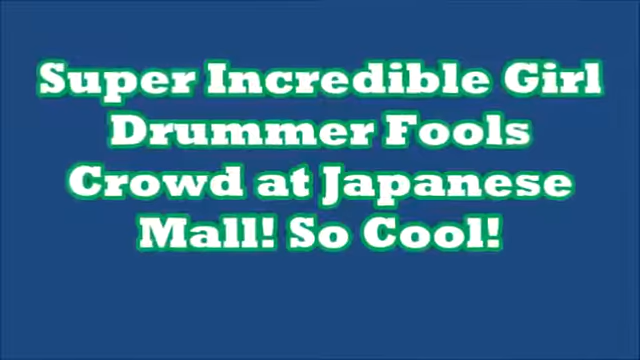 Super Incredible Girl
Drummer Fools
Crowd at Japanese
Mall! So Cool!